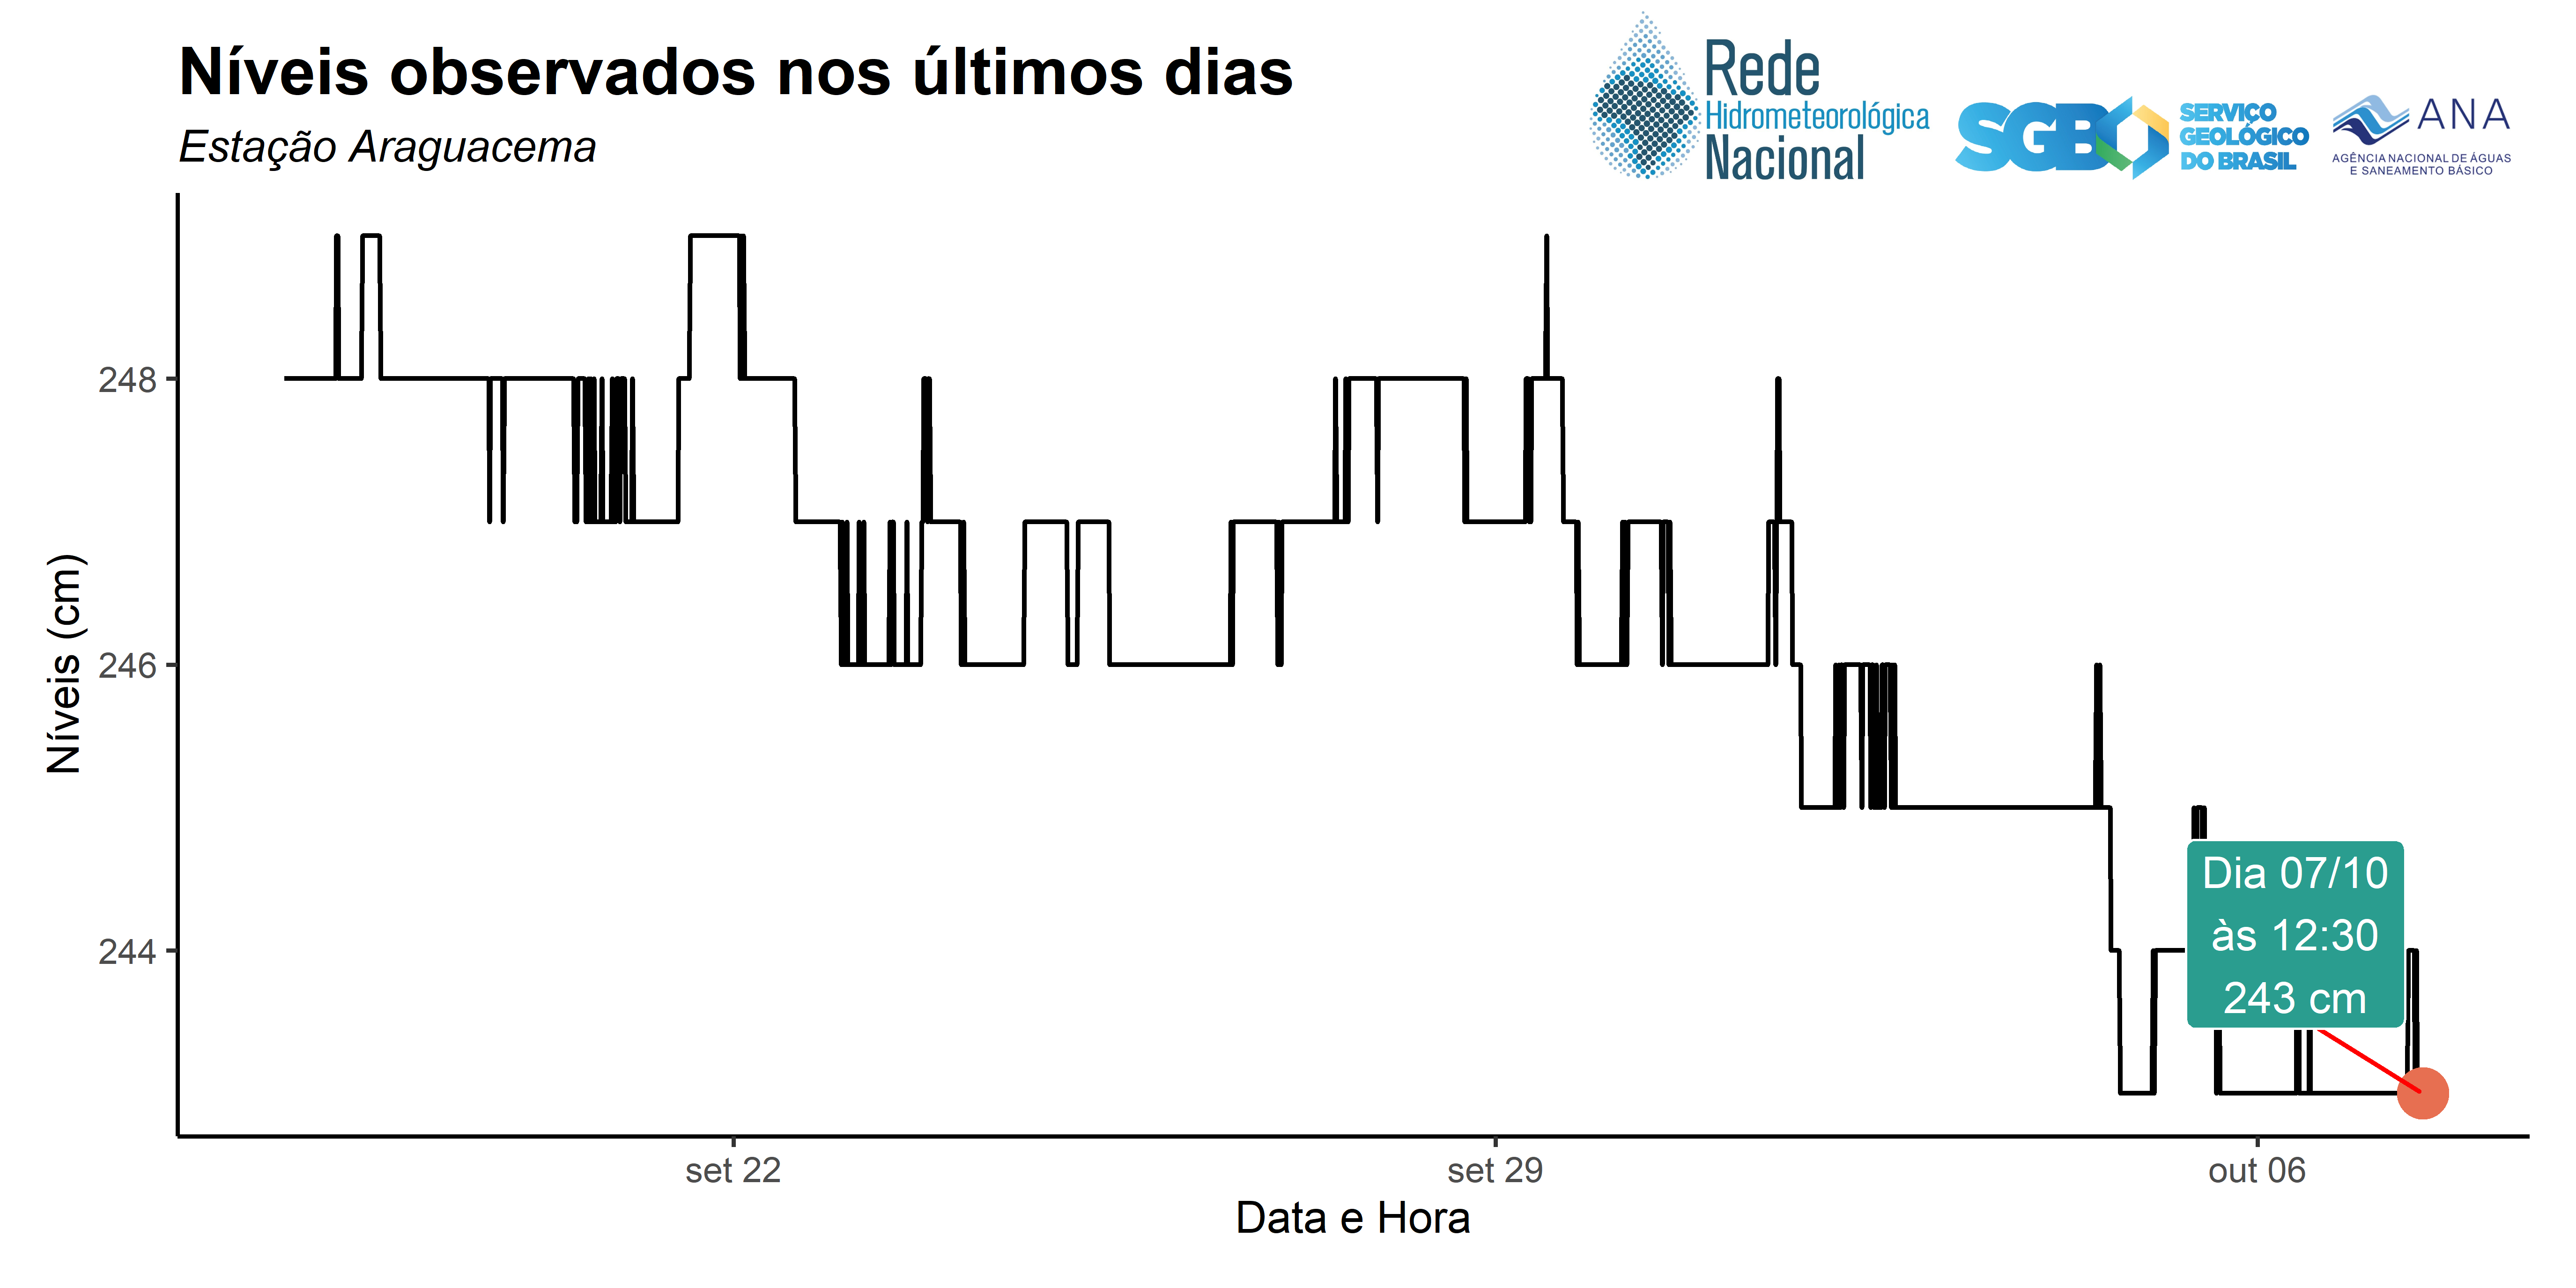 Níveis observados nos últimos dias
Estação Araguacema
Rede
Hidrometeorológica
Nacional
SGB
SERVIÇO
GEOLÓGICO
DO BRASIL
ANA
AGÊNCIA NACIONAL DE ÁGUAS
E SANEAMENTO BÁSICO
Níveis (cm)
248
246
244
Dia 07/10
às 12:30
243 cm
set 22
set 29
out 06
Data e Hora